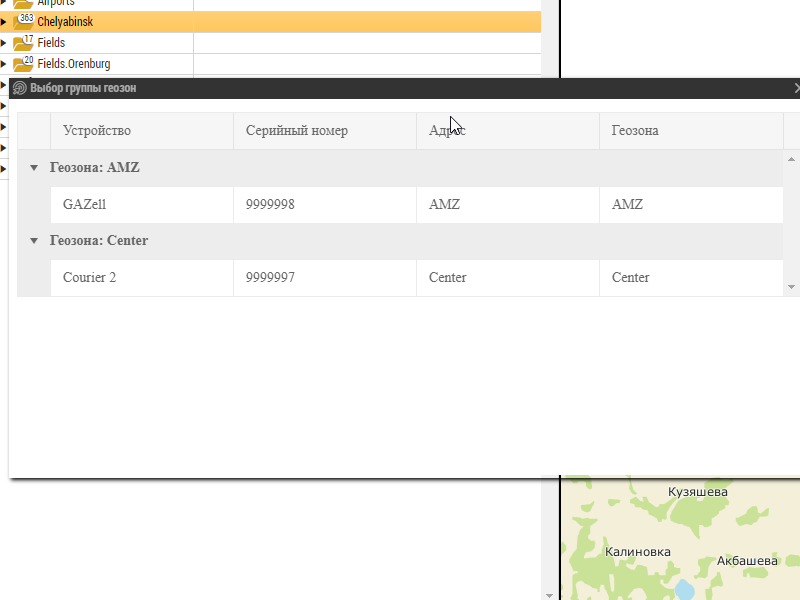 Airports
363 Chelyabinsk
17 Fields
20 Fields.Orenburg
Выбор группы геозон
Устройство Серийный номер Адрес Геозона
Геозона: AMZ
GAZell 9999998 AMZ AMZ
Геозона: Center
Courier 2 9999997 Center Center
Кузяшева
Калиновка
Акбашева